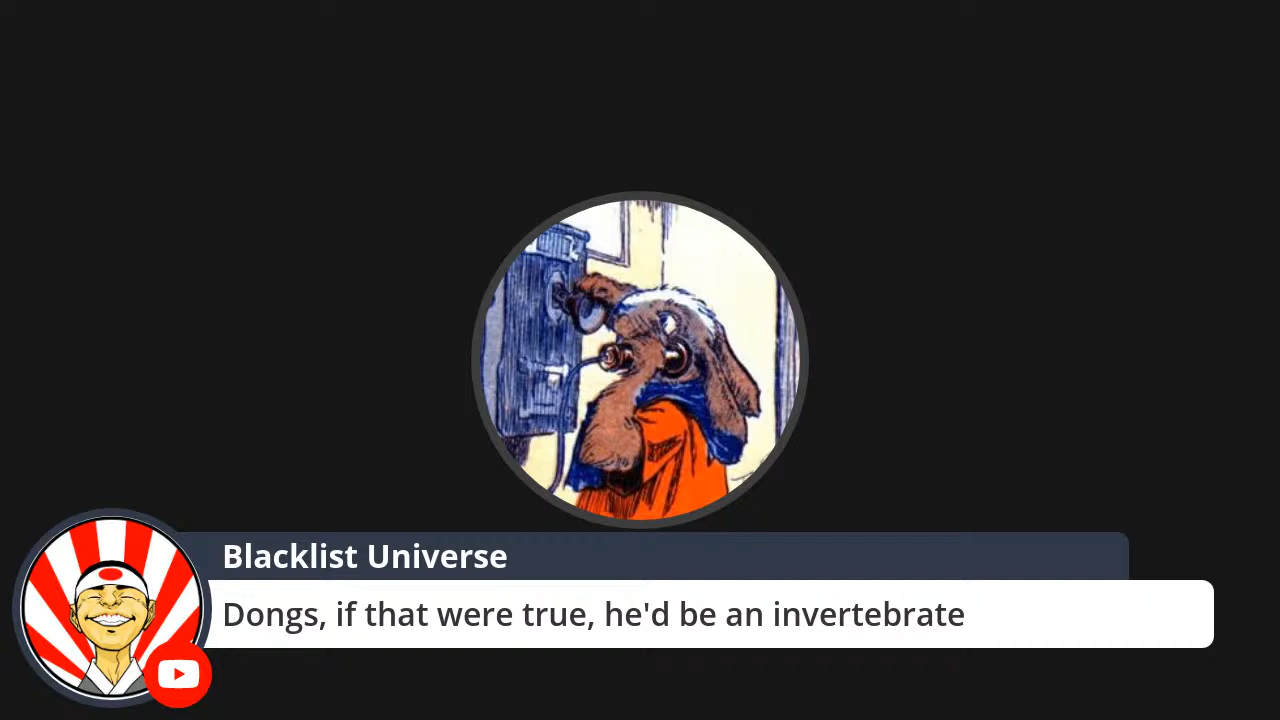 Blacklist Universe
Dongs, if that were true, he'd be an invertebrate